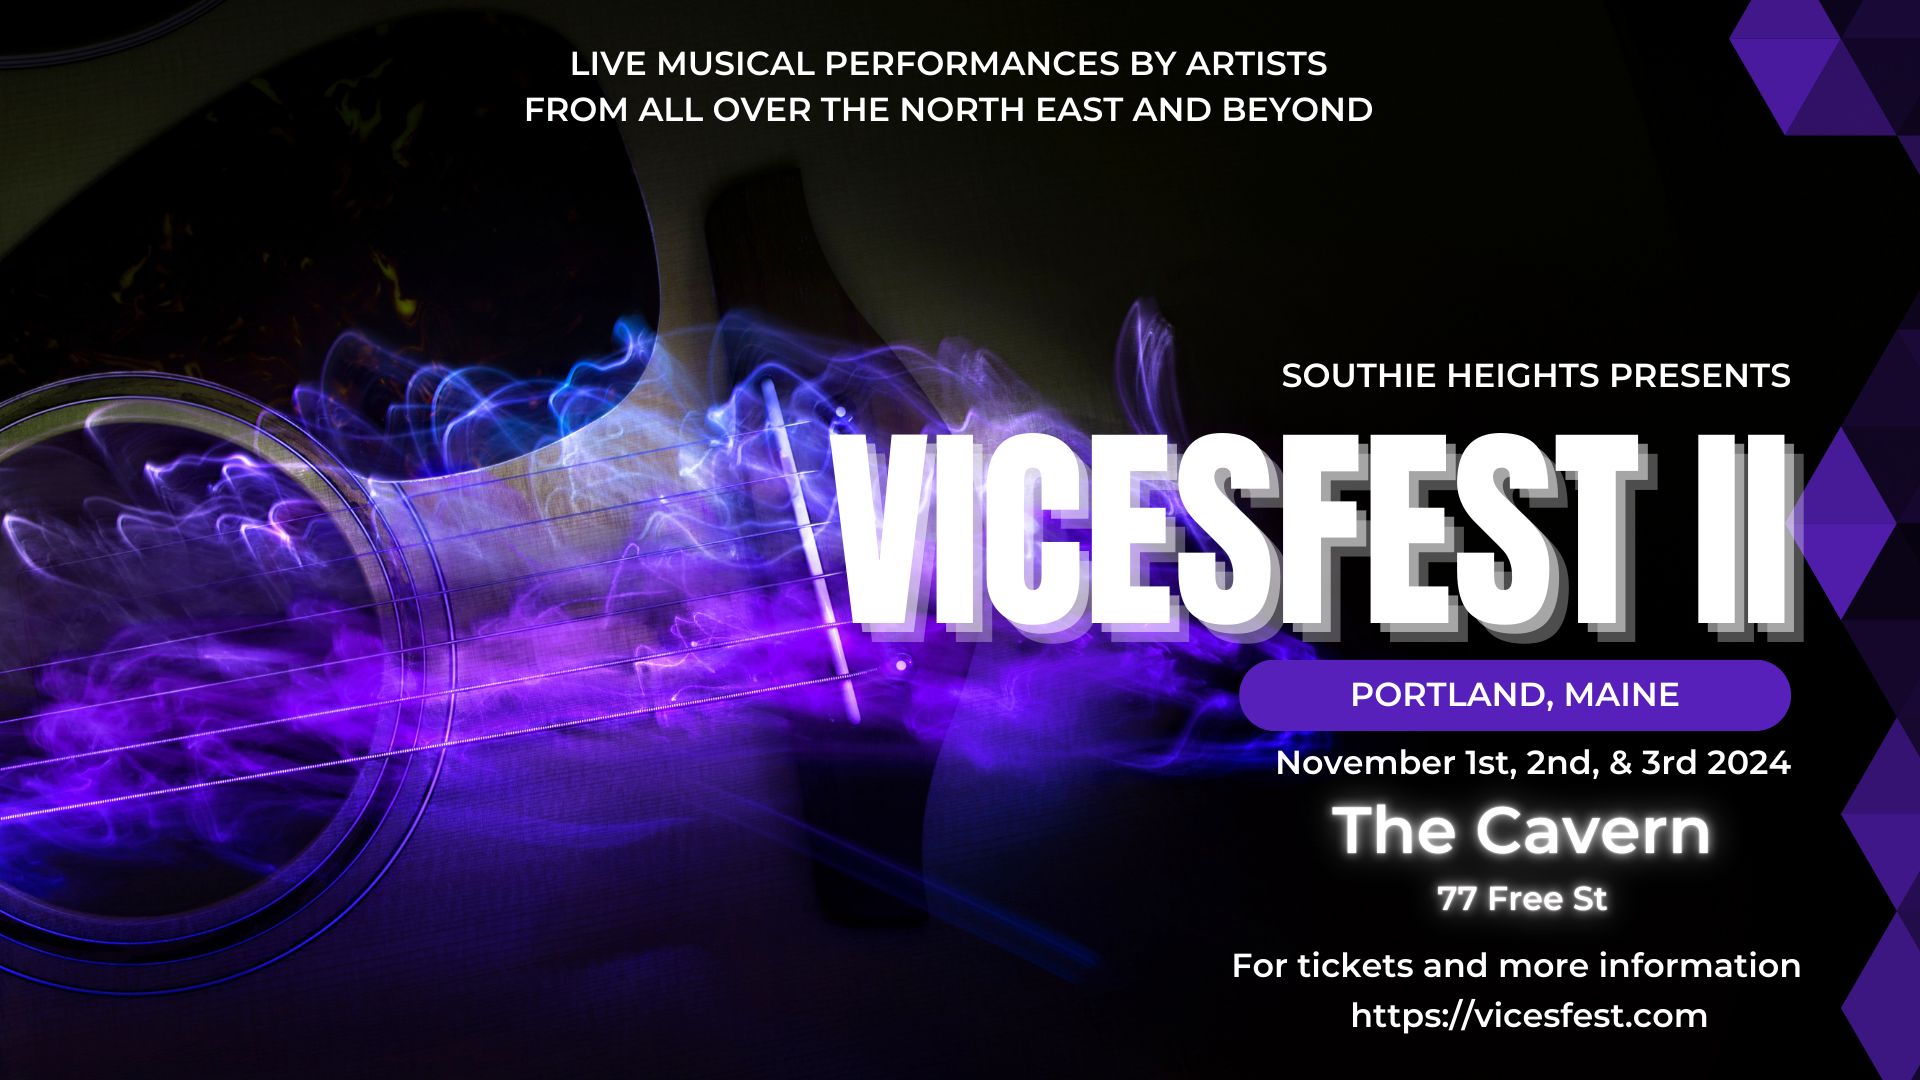 LIVE MUSICAL PERFORMANCES BY ARTISTS
FROM ALL OVER THE NORTH EAST AND BEYOND
SOUTHIE HEIGHTS PRESENTS
VICESFEST II
PORTLAND, MAINE
November 1st, 2nd, & 3rd 2024
The Cavern
77 Free St
For tickets and more information
https://vicesfest.com